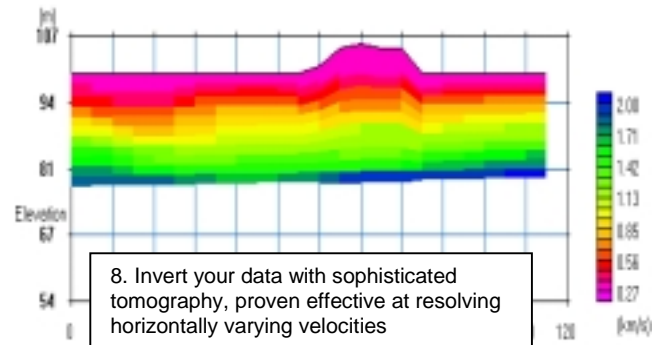 [m]
107
94
81
Elevation
67
54
8. Invert your data with sophisticated
tomography, proven effective at resolving
horizontally varying velocities
0
120
2.00
1.71
1.42
1.13
0.85
0.56
0.27
(km/s)